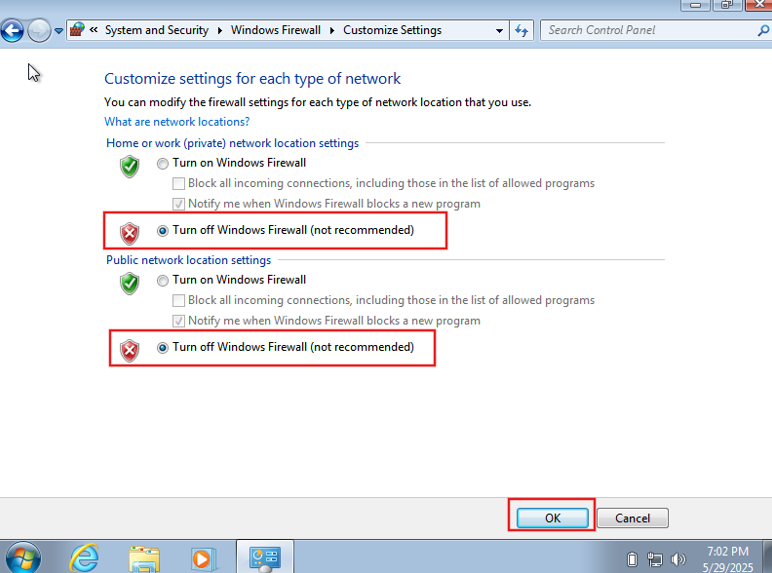 « System and Security ▸ Windows Firewall ▸ Customize Settings
Search Control Panel
Customize settings for each type of network
You can modify the firewall settings for each type of network location that you use.
What are network locations?
Home or work (private) network location settings
Turn on Windows Firewall
Block all incoming connections, including those in the list of allowed programs
Notify me when Windows Firewall blocks a new program
Turn off Windows Firewall (not recommended)
Public network location settings
Turn on Windows Firewall
Block all incoming connections, including those in the list of allowed programs
Notify me when Windows Firewall blocks a new program
Turn off Windows Firewall (not recommended)
OK
Cancel
7:02 PM
5/29/2025